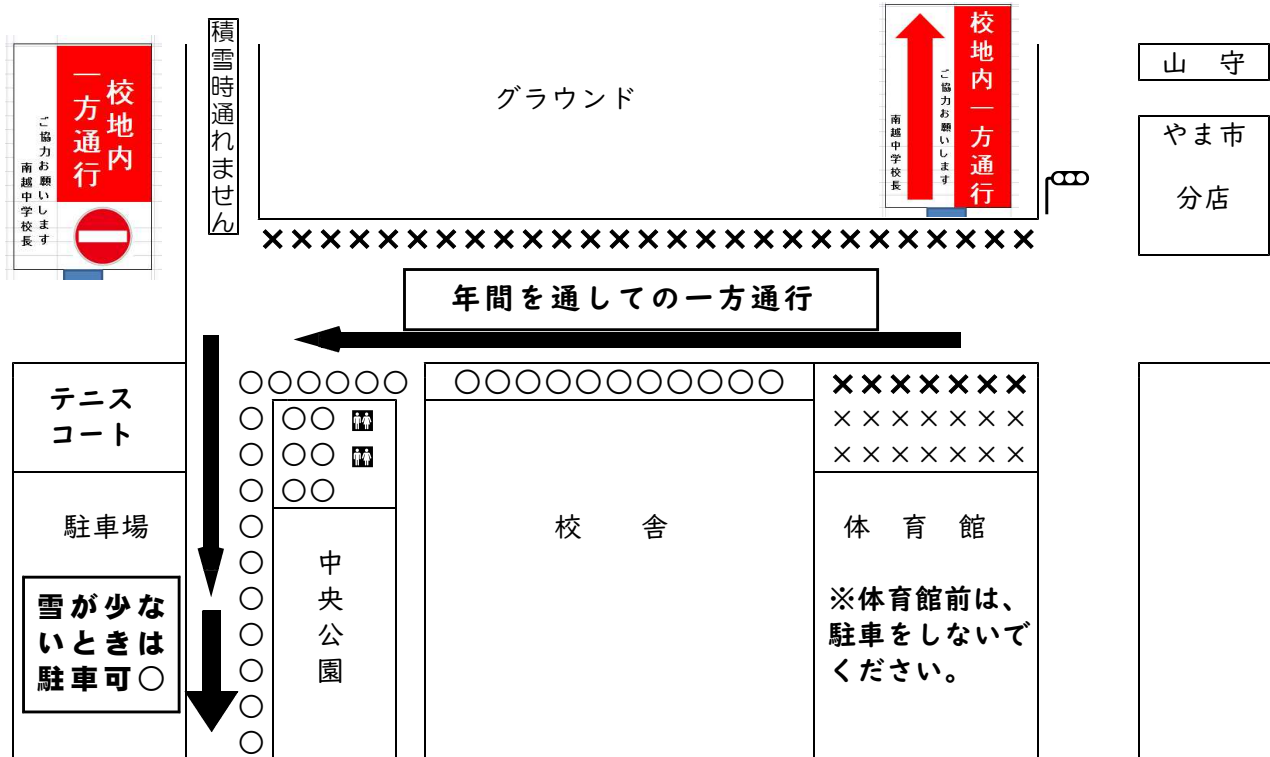 校地内
一方通行
ご協力お願いします
南越中学校長
積雪時通れません
グラウンド
校地内一方通行
ご協力お願いします
南越中学校長
山 守
やま市
分店
××××××××××××××××××××××××××××
年間を通しての一方通行
テニス
コート
〇〇〇〇〇〇
〇〇〇〇〇〇〇〇〇〇〇
×××××××
×××××××
×××××××
駐車場
雪が少な
いときは
駐車可〇
中央公園
校 舎
体 育 館
※体育館前は、
駐車をしないで
ください。